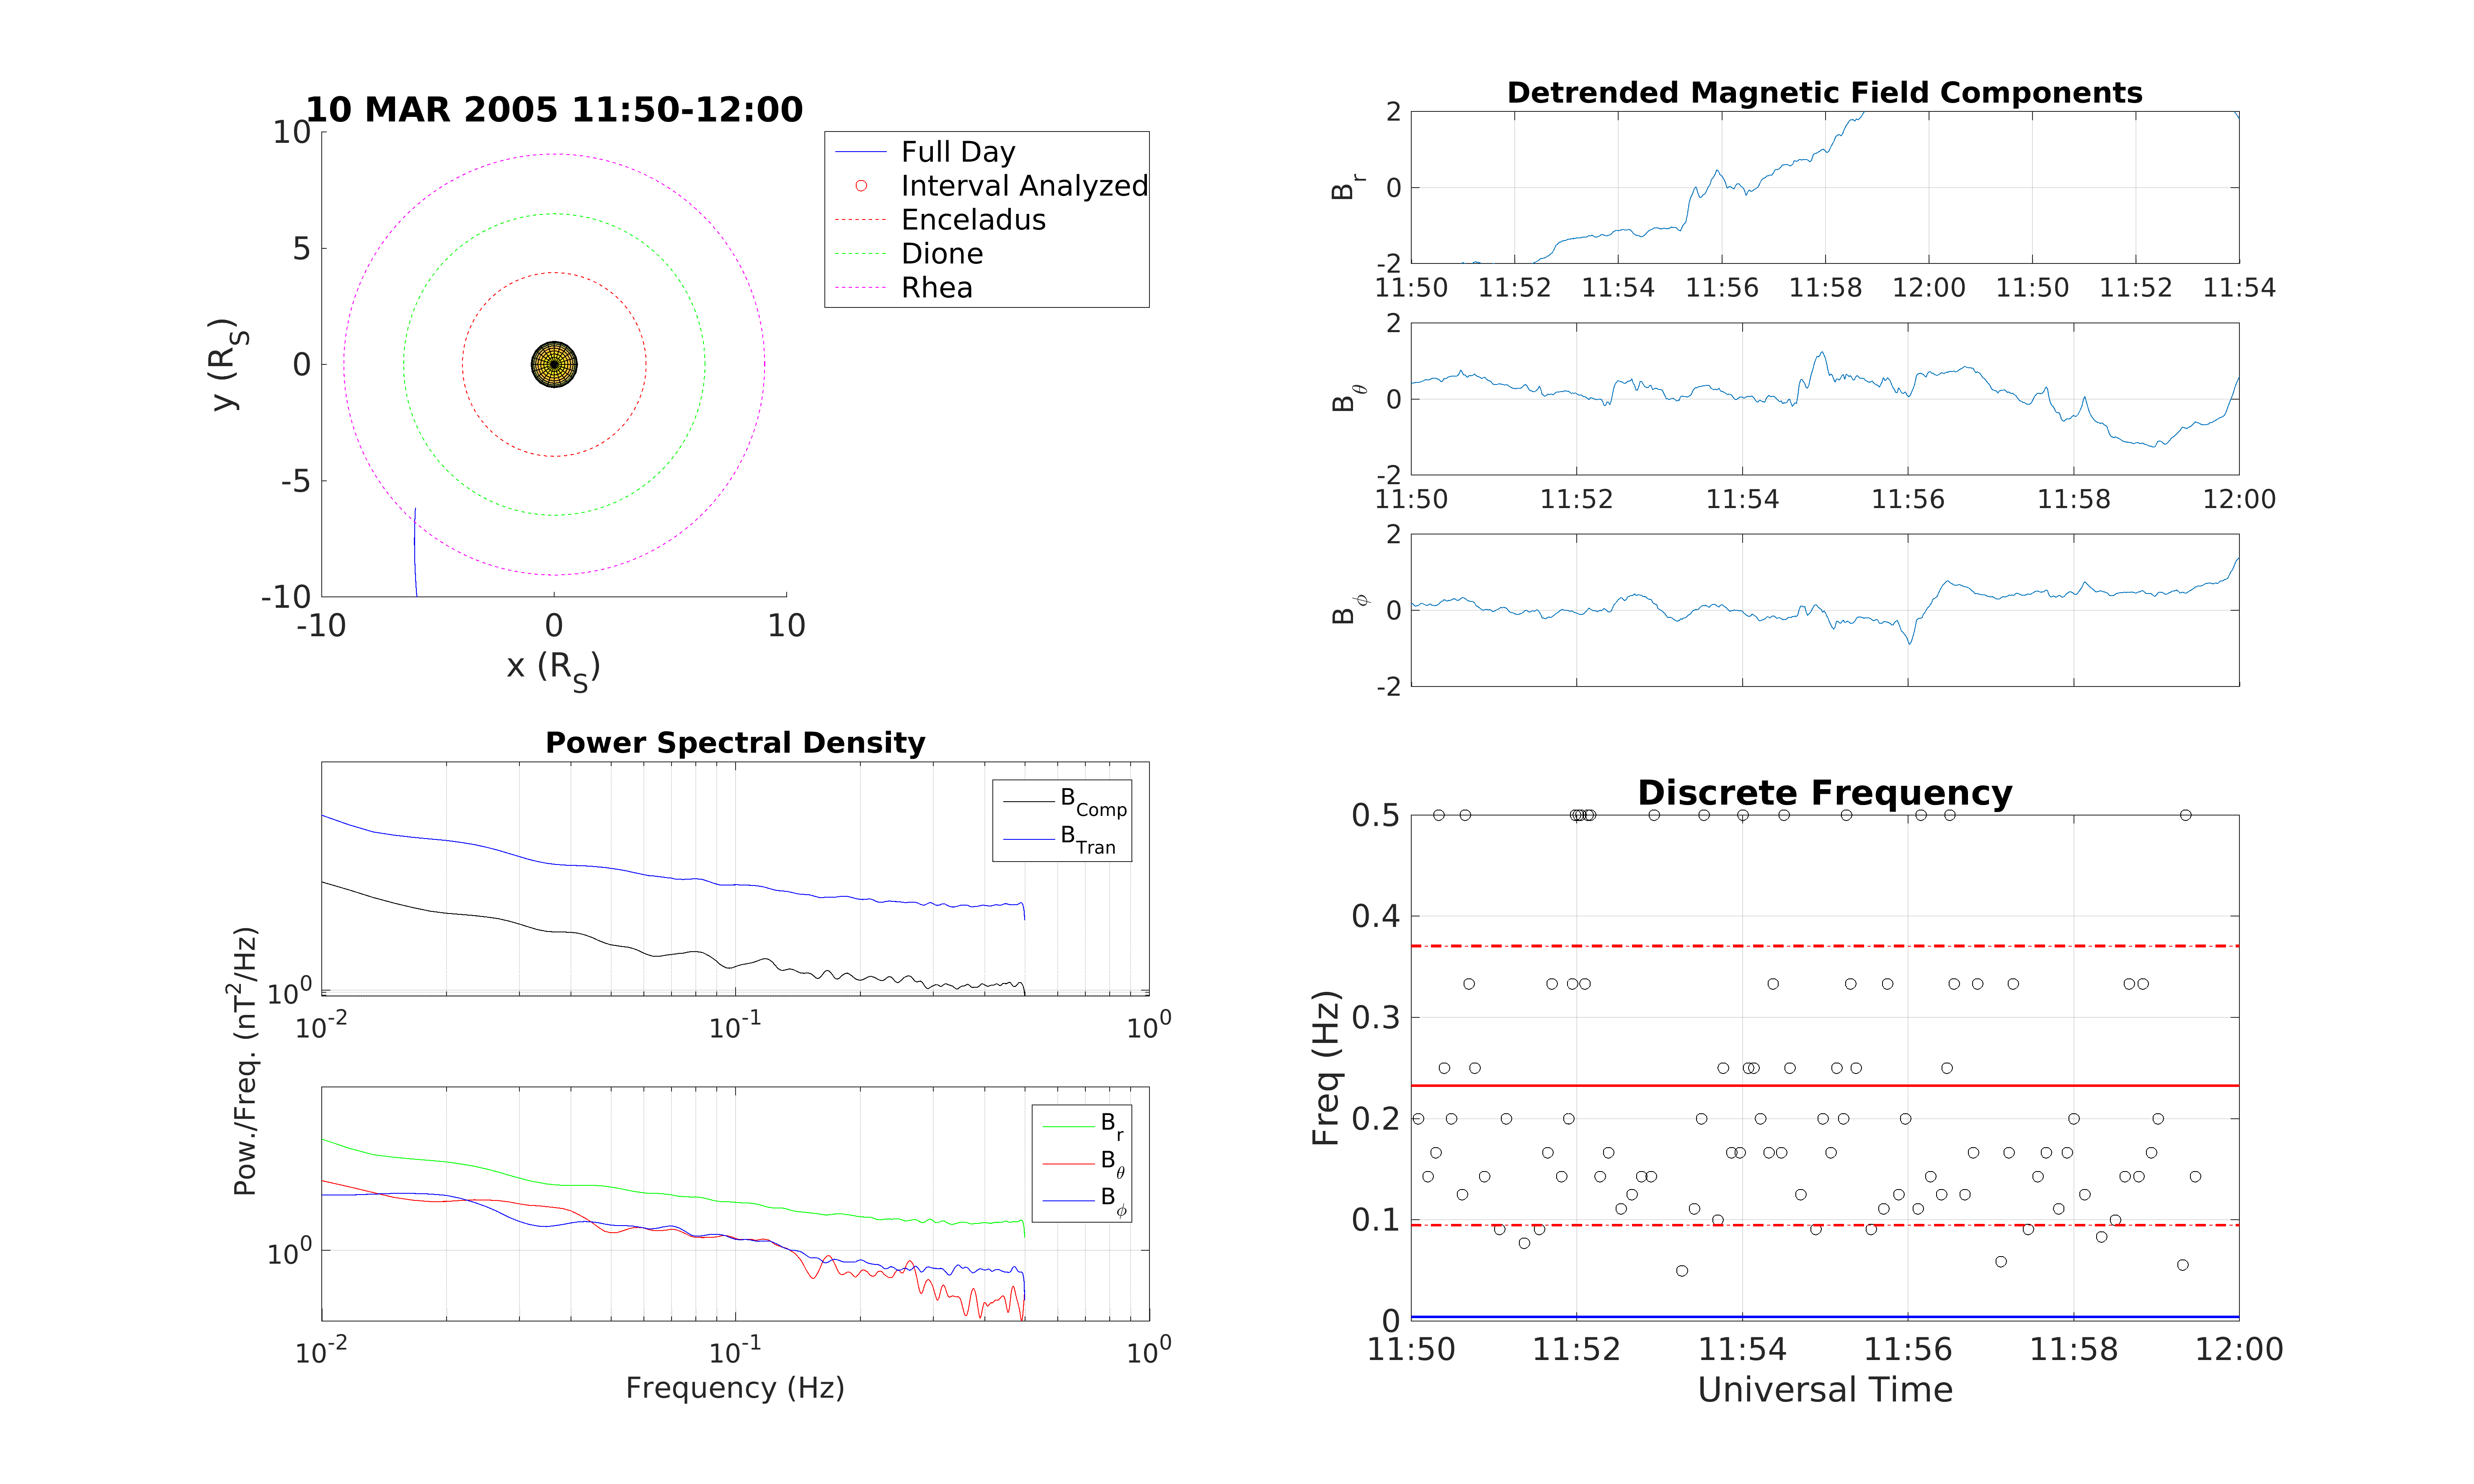 10 MAR 2005 11:50-12:00
10
5
0
-5
-10
-10 0 10
y (R_S)
x (R_S)
Full Day
Interval Analyzed
Enceladus
Dione
Rhea
Detrended Magnetic Field Components
B_r
2
0
-2
11:50 11:52 11:54 11:56 11:58 12:00 11:50 11:52 11:54
B_θ
2
0
-2
11:50 11:52 11:54 11:56 11:58 12:00
B_ϕ
2
0
-2
Power Spectral Density
B_Comp
B_Tran
10^0
10^-2 10^-1 10^0
Pow./Freq. (nT^2/Hz)
B_r
B_θ
B_ϕ
10^0
10^-2 10^-1 10^0
Frequency (Hz)
Discrete Frequency
Freq (Hz)
0.5
0.4
0.3
0.2
0.1
0
11:50 11:52 11:54 11:56 11:58 12:00
Universal Time